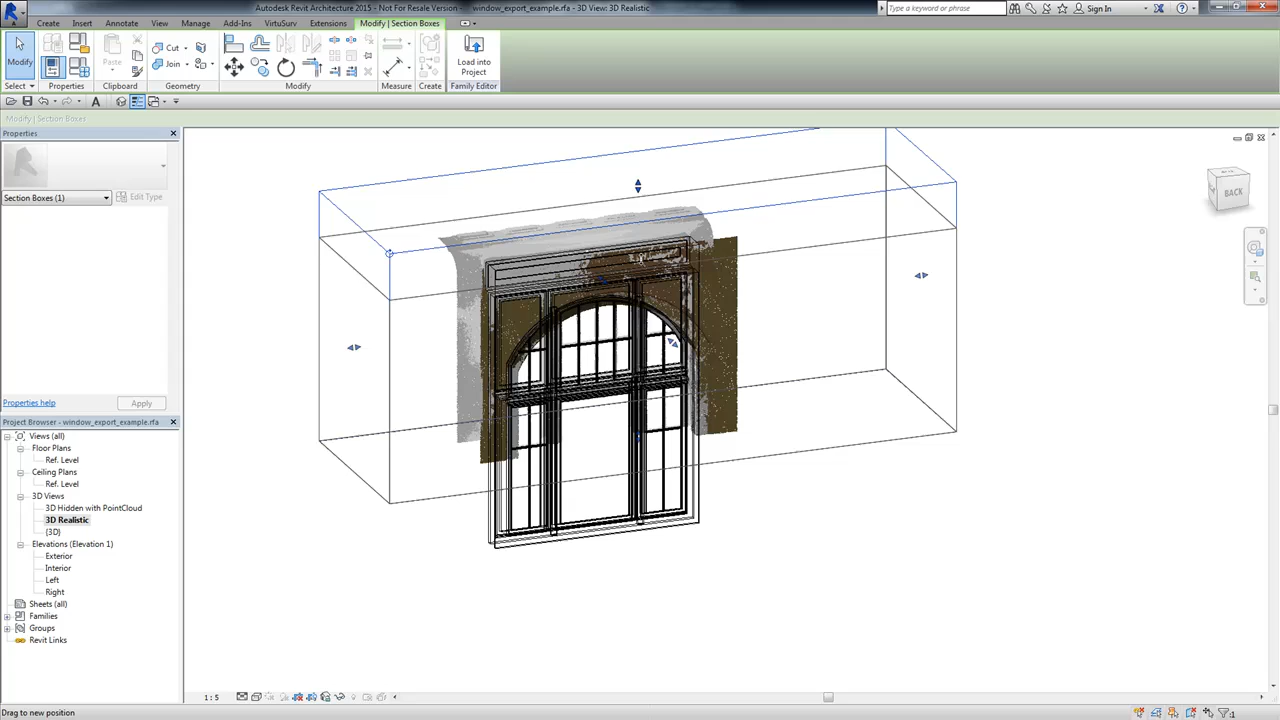 Autodesk Revit Architecture 2015 - Not For Resale Version - window_export_example.rfa - 3D View: 3D Realistic
Type a keyword or phrase
Sign In
Create Insert Annotate View Manage Add-Ins VirtuSurv Extensions Modify | Section Boxes
Modify
Paste
Cut
Join
Load into
Project
Select Properties Clipboard Geometry Modify Measure Create Family Editor
Modify | Section Boxes
Properties
Section Boxes (1)
Edit Type
Properties help
Apply
Project Browser - window_export_example.rfa
Views (all)
Floor Plans
Ref. Level
Ceiling Plans
Ref. Level
3D Views
3D Hidden with PointCloud
3D Realistic
{3D}
Elevations (Elevation 1)
Exterior
Interior
Left
Right
Sheets (all)
Families
Groups
Revit Links
BACK
1 : 5
Drag to new position
:1